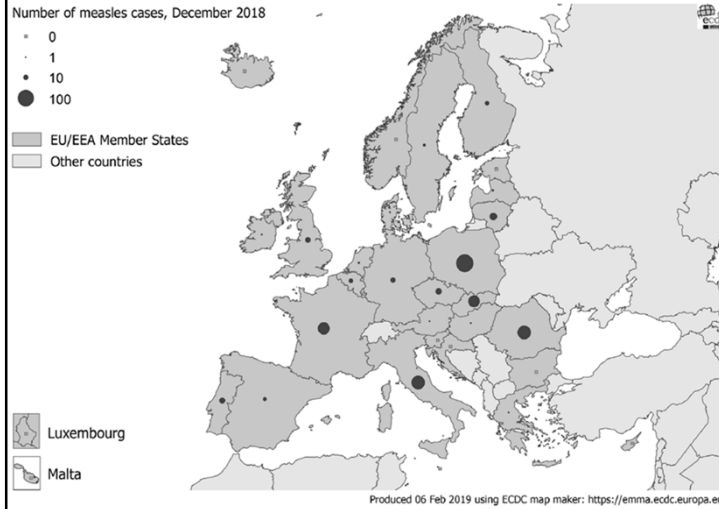 Number of measles cases, December 2018
0
1
10
100
EU/EEA Member States
Other countries
Luxembourg
Malta
Produced 06 Feb 2019 using ECDC map maker: https://emma.ecdc.europa.e